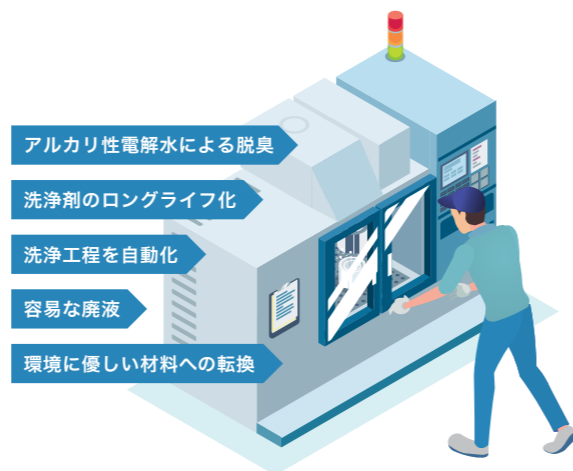 アルカリ性電解水による脱臭
洗浄剤のロングライフ化
洗浄工程を自動化
容易な廃液
環境に優しい材料への転換